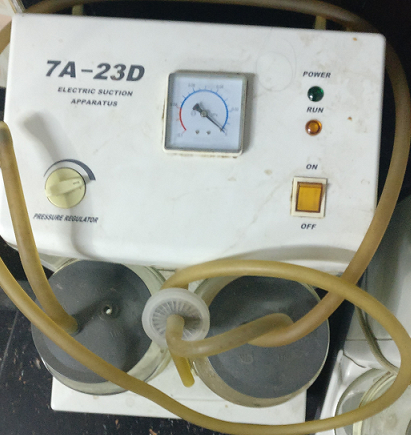 7A-23D
ELECTRIC SUCTION
APPARATUS
POWER
RUN
ON
OFF
PRESSURE REGULATOR